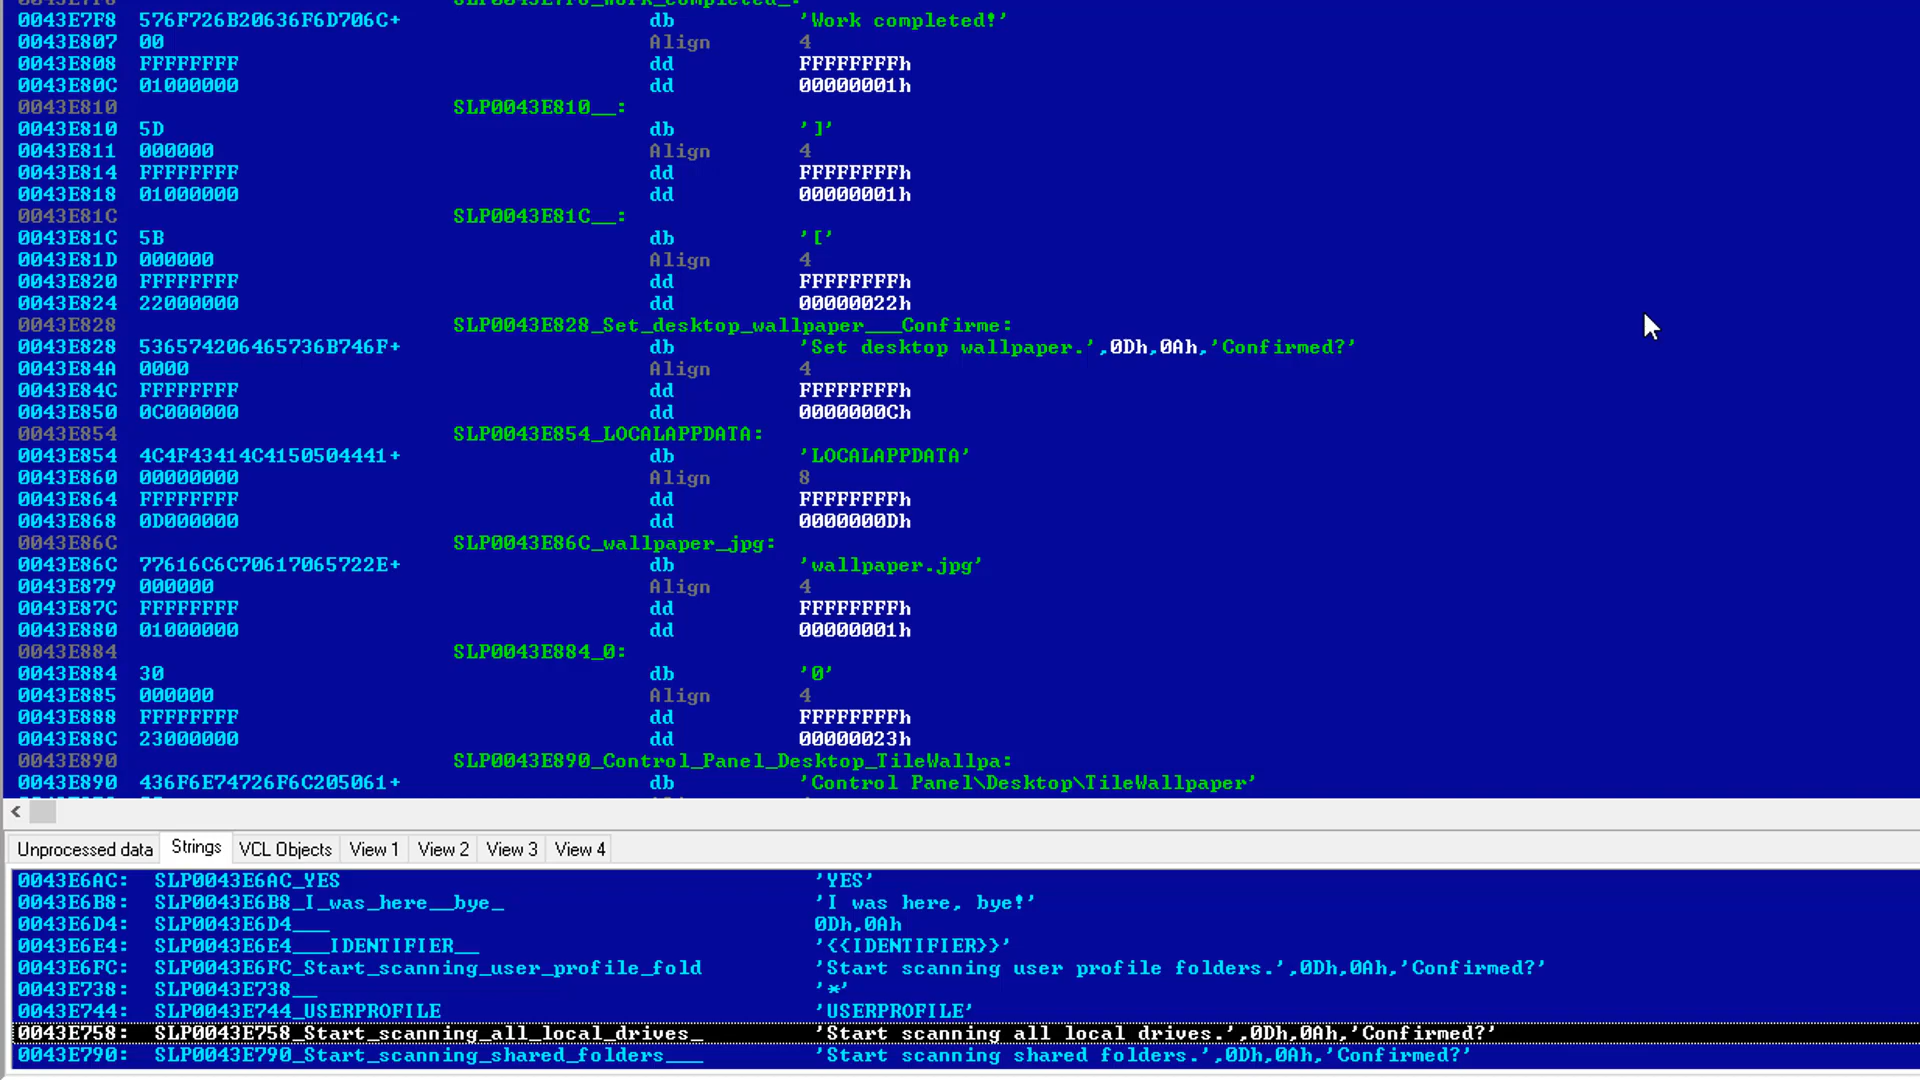 0043E7F8 SLP0043E7F8_Work_completed_:
0043E7F8 576F726B20636F6D706C+ db 'Work completed!'
0043E807 00 Align 4
0043E808 FFFFFFFF dd FFFFFFFFh
0043E80C 01000000 dd 00000001h
0043E810 SLP0043E810__:
0043E810 5D db ']'
0043E811 000000 Align 4
0043E814 FFFFFFFF dd FFFFFFFFh
0043E818 01000000 dd 00000001h
0043E81C SLP0043E81C__:
0043E81C 5B db '['
0043E81D 000000 Align 4
0043E820 FFFFFFFF dd FFFFFFFFh
0043E824 22000000 dd 00000022h
0043E828 SLP0043E828_Set_desktop_wallpaper___Confirme:
0043E828 536574206465736B746F+ db 'Set desktop wallpaper.',0Dh,0Ah,'Confirmed?'
0043E84A 0000 Align 4
0043E84C FFFFFFFF dd FFFFFFFFh
0043E850 0C000000 dd 0000000Ch
0043E854 SLP0043E854_LOCALAPPDATA:
0043E854 4C4F43414C4150504441+ db 'LOCALAPPDATA'
0043E860 00000000 Align 8
0043E864 FFFFFFFF dd FFFFFFFFh
0043E868 0D000000 dd 0000000Dh
0043E86C SLP0043E86C_wallpaper_jpg:
0043E86C 77616C6C70617065722E+ db 'wallpaper.jpg'
0043E879 000000 Align 4
0043E87C FFFFFFFF dd FFFFFFFFh
0043E880 01000000 dd 00000001h
0043E884 SLP0043E884_0:
0043E884 30 db '0'
0043E885 000000 Align 4
0043E888 FFFFFFFF dd FFFFFFFFh
0043E88C 23000000 dd 00000023h
0043E890 SLP0043E890_Control_Panel_Desktop_TileWallpa:
0043E890 436F6E74726F6C205061+ db 'Control Panel\Desktop\TileWallpaper'
Unprocessed data Strings VCL Objects View 1 View 2 View 3 View 4
0043E6AC: SLP0043E6AC_YES 'YES'
0043E6B8: SLP0043E6B8_I_was_here__bye_ 'I was here, bye!'
0043E6D4: SLP0043E6D4___ 0Dh,0Ah
0043E6E4: SLP0043E6E4___IDENTIFIER__ '{<IDENTIFIER}}'
0043E6FC: SLP0043E6FC_Start_scanning_user_profile_fold 'Start scanning user profile folders.',0Dh,0Ah,'Confirmed?'
0043E738: SLP0043E738__ '*'
0043E744: SLP0043E744_USERPROFILE 'USERPROFILE'
0043E758: SLP0043E758_Start_scanning_all_local_drives_ 'Start scanning all local drives.',0Dh,0Ah,'Confirmed?'
0043E790: SLP0043E790_Start_scanning_shared_folders___ 'Start scanning shared folders.',0Dh,0Ah,'Confirmed?'